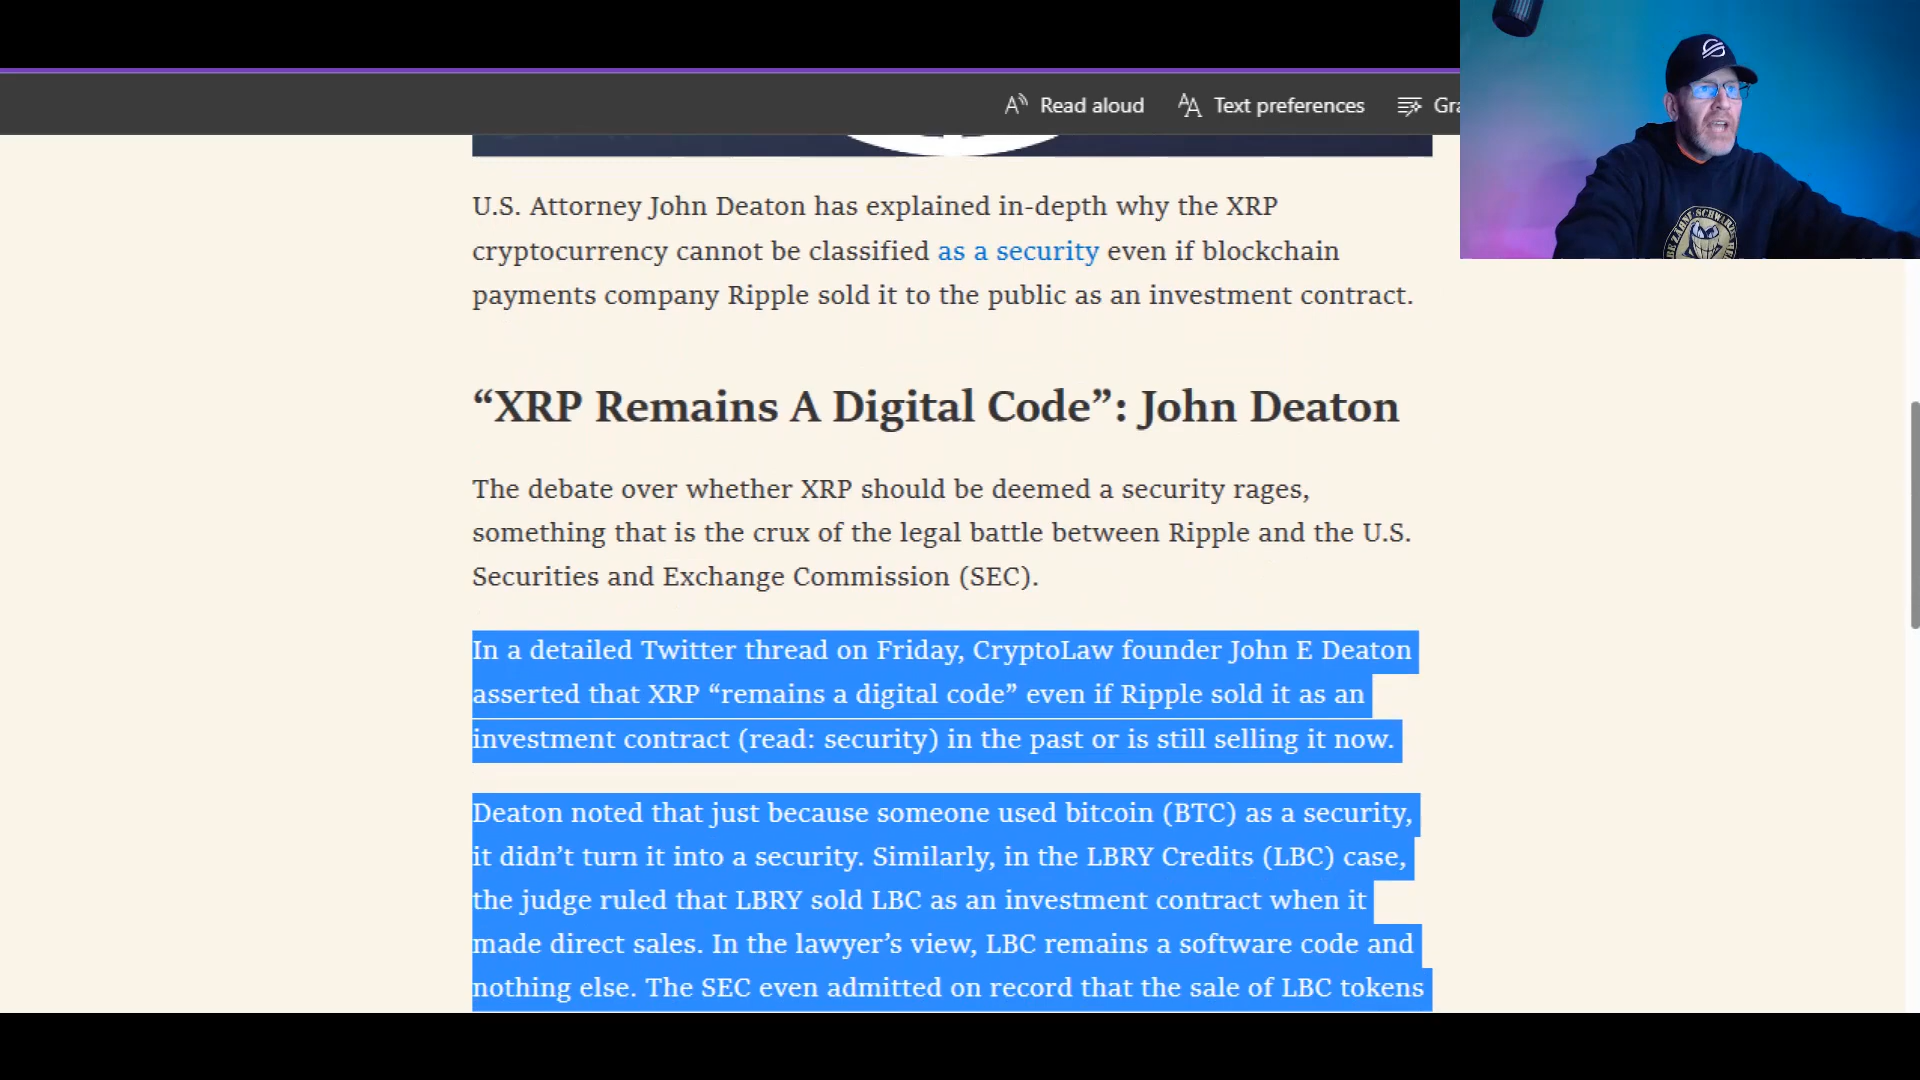 Read aloud
Text preferences
Gra
U.S. Attorney John Deaton has explained in-depth why the XRP
cryptocurrency cannot be classified as a security even if blockchain
payments company Ripple sold it to the public as an investment contract.
“XRP Remains A Digital Code”: John Deaton
The debate over whether XRP should be deemed a security rages,
something that is the crux of the legal battle between Ripple and the U.S.
Securities and Exchange Commission (SEC).
In a detailed Twitter thread on Friday, CryptoLaw founder John E Deaton
asserted that XRP “remains a digital code” even if Ripple sold it as an
investment contract (read: security) in the past or is still selling it now.
Deaton noted that just because someone used bitcoin (BTC) as a security,
it didn’t turn it into a security. Similarly, in the LBRY Credits (LBC) case,
the judge ruled that LBRY sold LBC as an investment contract when it
made direct sales. In the lawyer’s view, LBC remains a software code and
nothing else. The SEC even admitted on record that the sale of LBC tokens